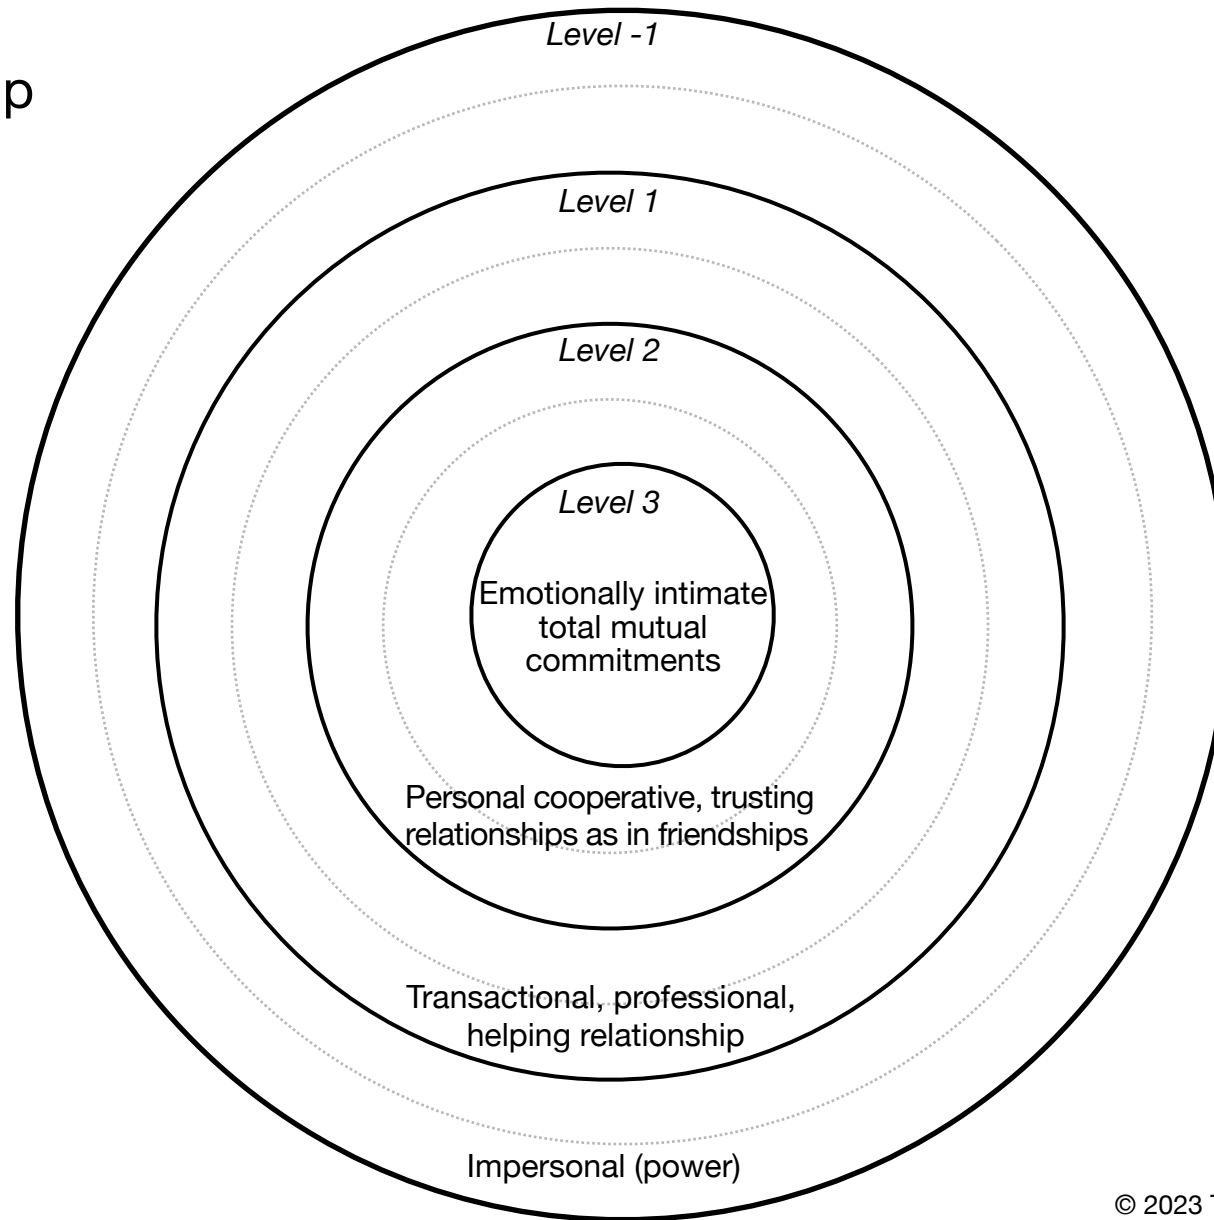 p
Level -1
Level 1
Level 2
Level 3
Emotionally intimate
total mutual
commitments
Personal cooperative, trusting
relationships as in friendships
Transactional, professional,
helping relationship
Impersonal (power)
© 2023